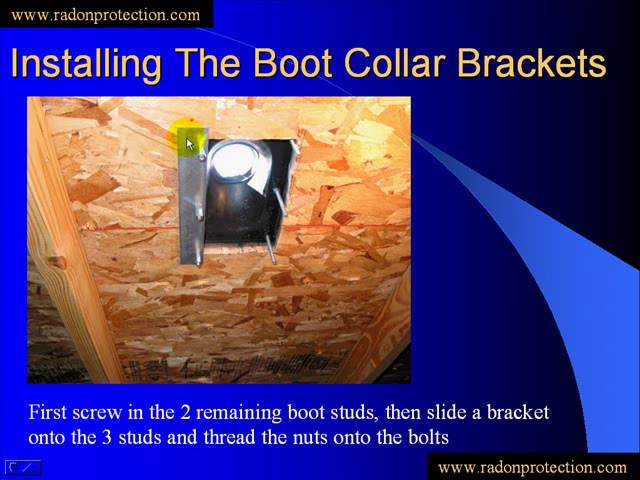 www.radonprotection.com
Installing The Boot Collar Brackets
First screw in the 2 remaining boot studs, then slide a bracket
onto the 3 studs and thread the nuts onto the bolts
www.radonprotection.com